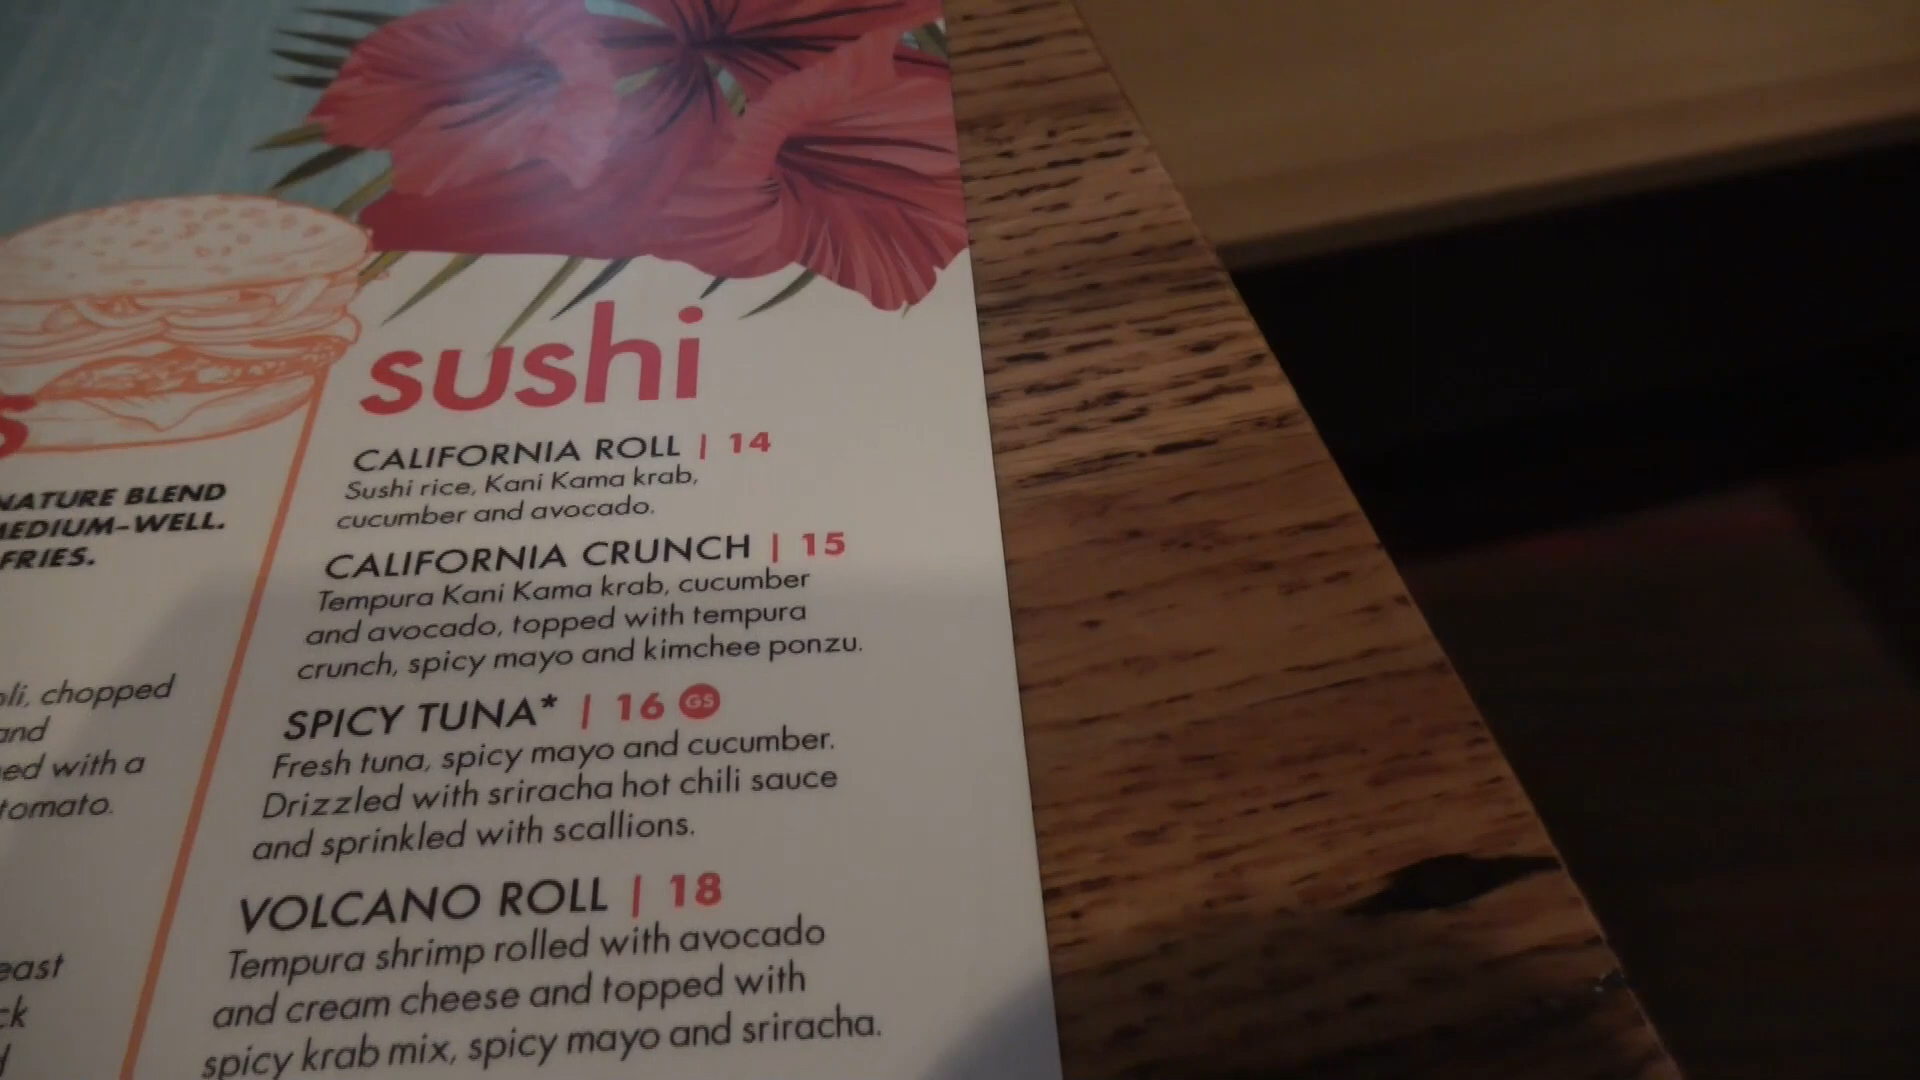 sushi
CALIFORNIA ROLL | 14
Sushi rice, Kani Kama krab,
cucumber and avocado.
CALIFORNIA CRUNCH | 15
Tempura Kani Kama krab, cucumber
and avocado, topped with tempura
crunch, spicy mayo and kimchee ponzu.
SPICY TUNA* | 16 GS
Fresh tuna, spicy mayo and cucumber.
Drizzled with sriracha hot chili sauce
and sprinkled with scallions.
VOLCANO ROLL | 18
Tempura shrimp rolled with avocado
and cream cheese and topped with
spicy krab mix, spicy mayo and sriracha.
BLEND
MEDIUM-WELL.
FRIES.
chopped
and
with a
tomato.